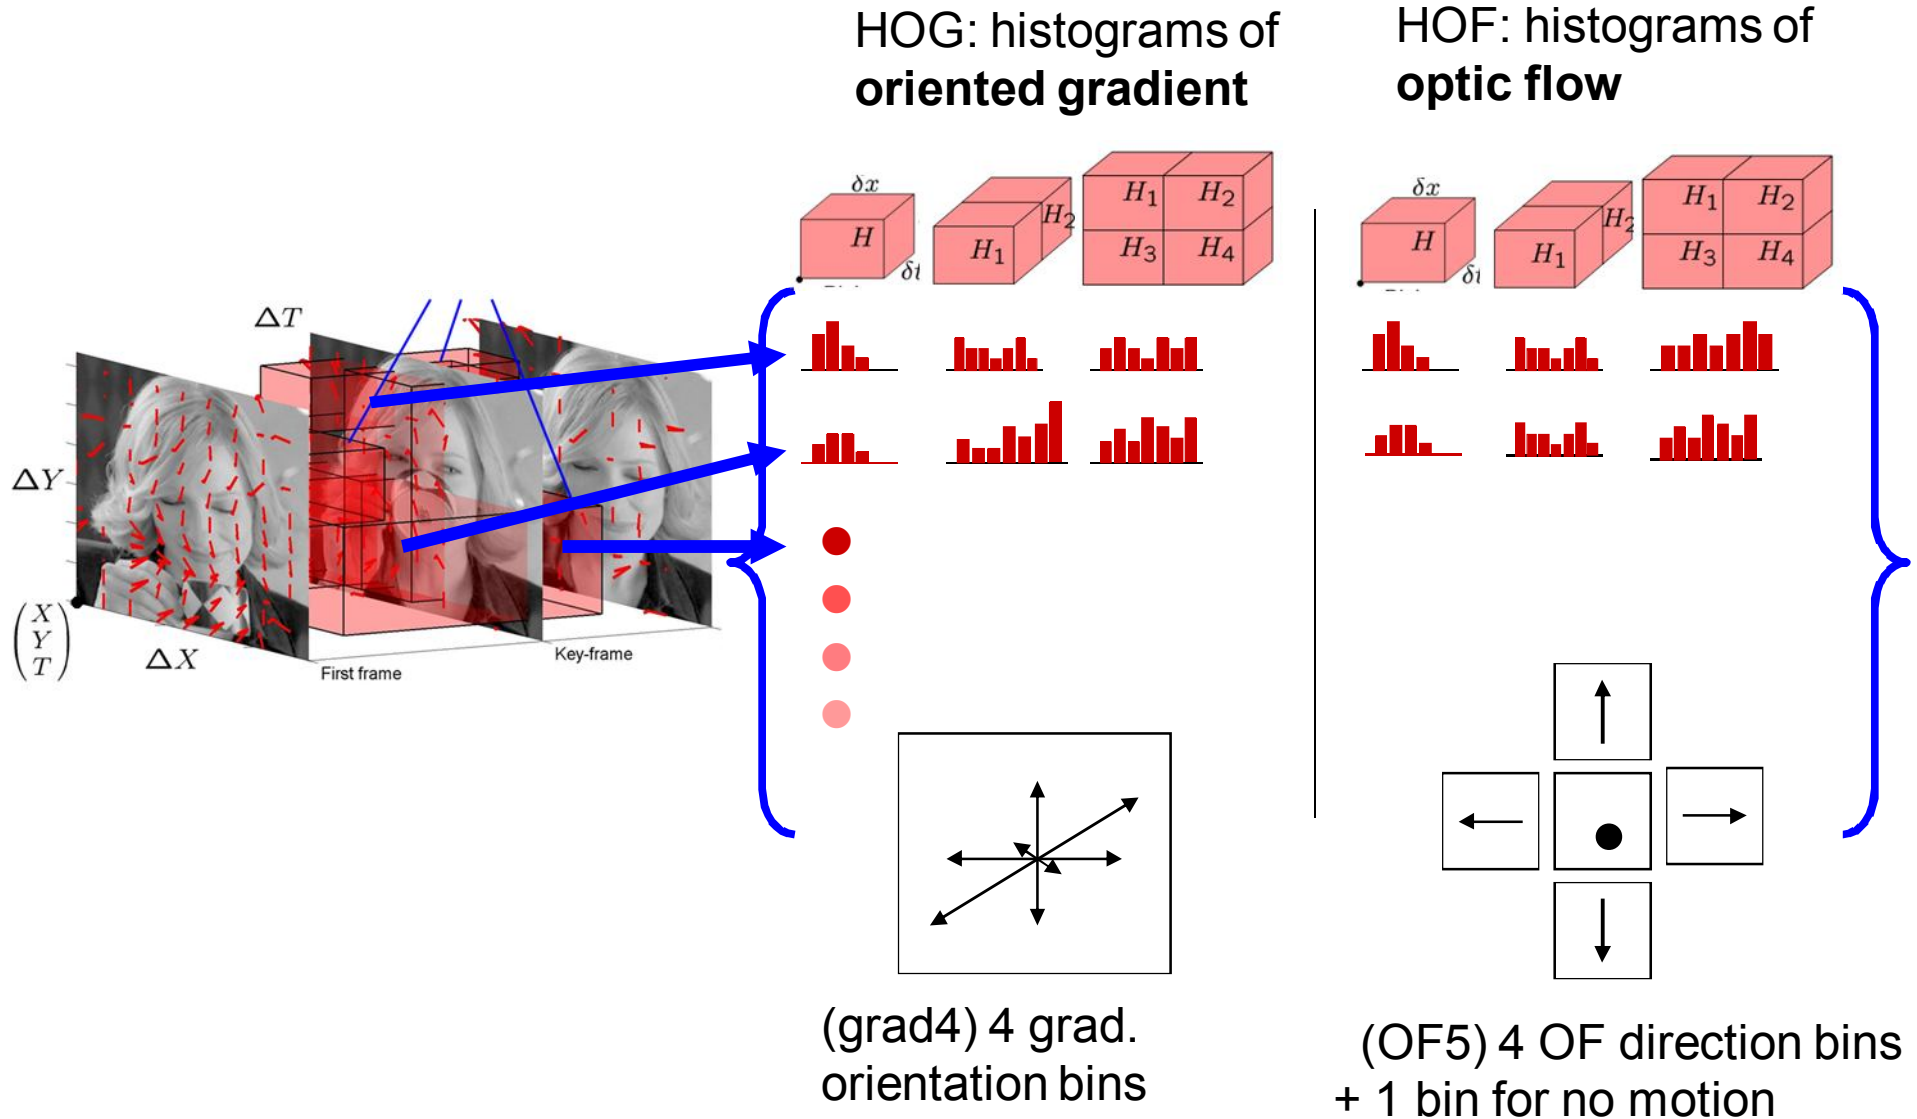 HOG: histograms of
oriented gradient
HOF: histograms of
optic flow
δx
H
δt
H1
H2
H1
H2
H3
H4
δx
H
δt
H1
H2
H1
H2
H3
H4
ΔT
ΔY
X
Y
T
ΔX
First frame
Key-frame
(grad4) 4 grad.
orientation bins
(OF5) 4 OF direction bins
+ 1 bin for no motion